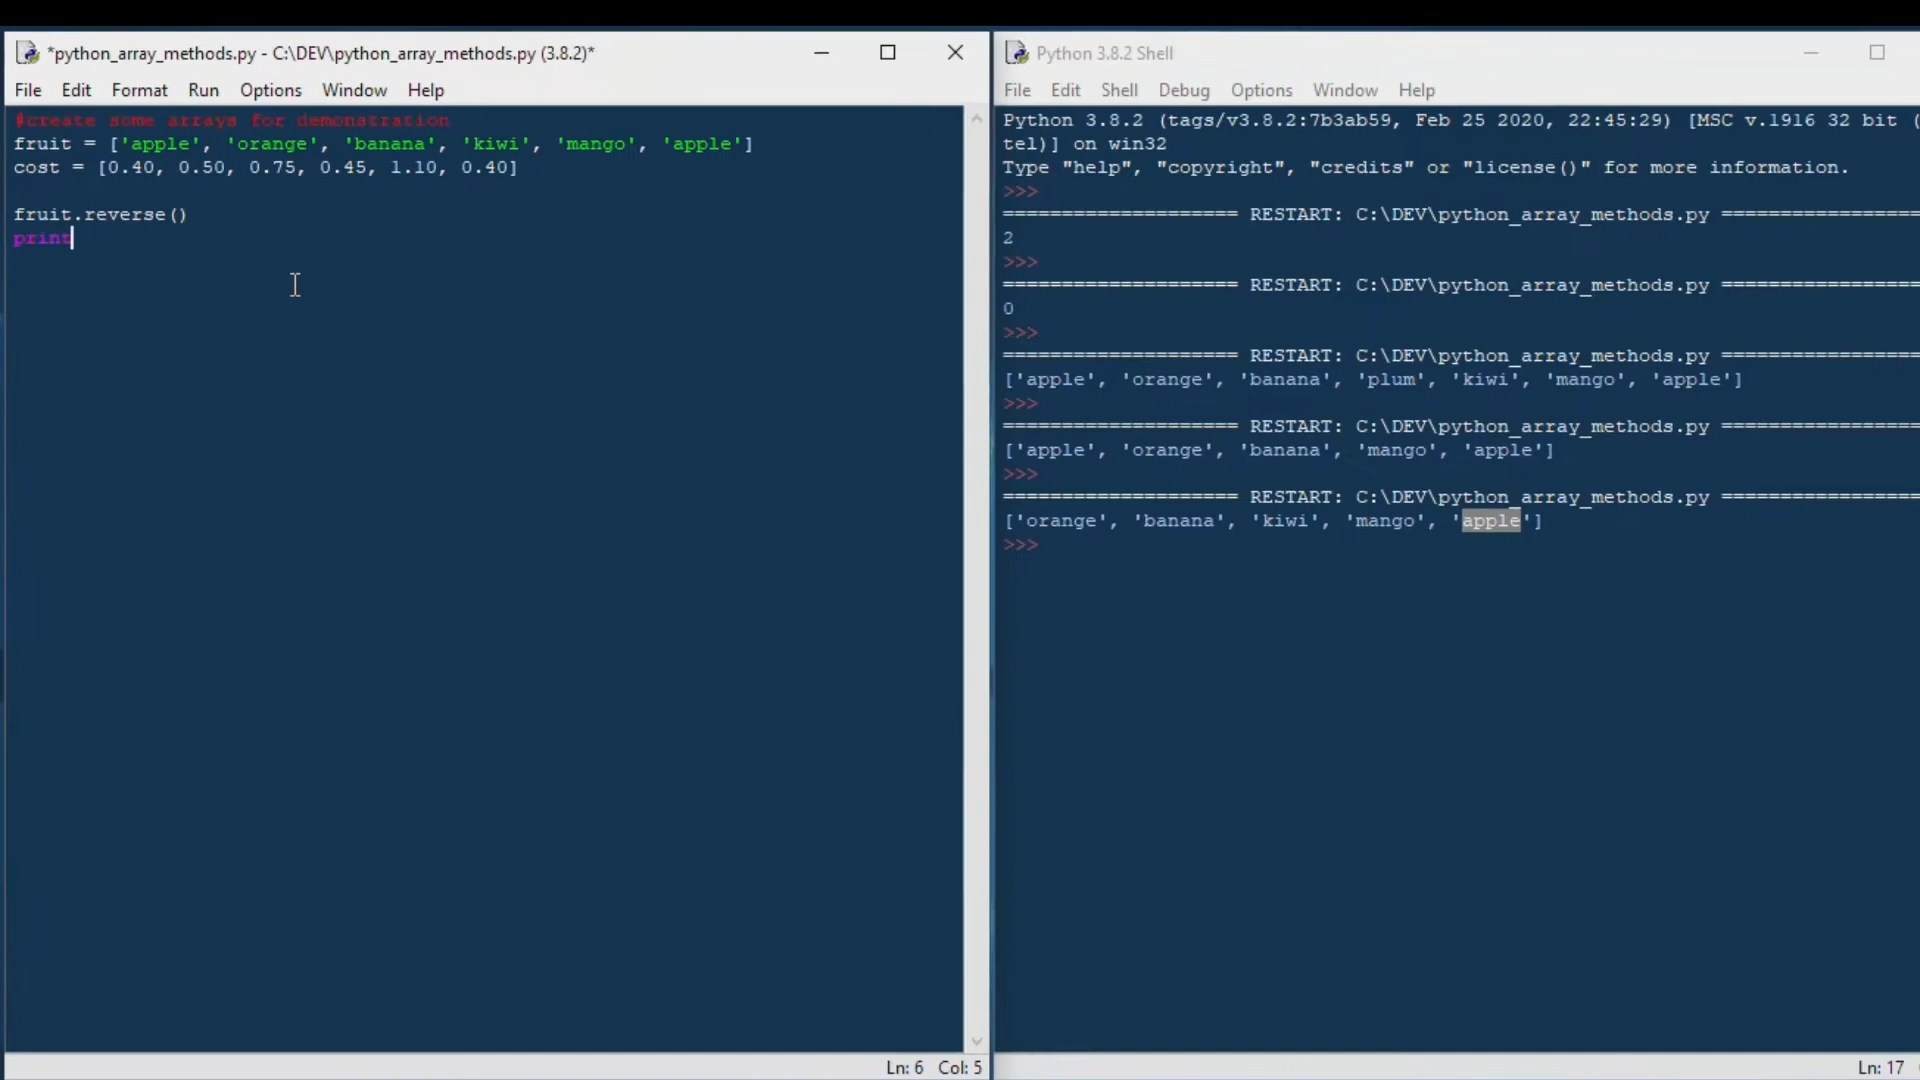 *python_array_methods.py - C:\DEV\python_array_methods.py (3.8.2)*
File Edit Format Run Options Window Help
#create some arrays for demonstration
fruit = ['apple', 'orange', 'banana', 'kiwi', 'mango', 'apple']
cost = [0.40, 0.50, 0.75, 0.45, 1.10, 0.40]
fruit.reverse()
print
Ln: 6 Col: 5
Python 3.8.2 Shell
File Edit Shell Debug Options Window Help
Python 3.8.2 (tags/v3.8.2:7b3ab59, Feb 25 2020, 22:45:29) [MSC v.1916 32 bit (
tel)] on win32
Type "help", "copyright", "credits" or "license()" for more information.
>>>
==================== RESTART: C:\DEV\python_array_methods.py =================
2
>>>
==================== RESTART: C:\DEV\python_array_methods.py =================
0
>>>
==================== RESTART: C:\DEV\python_array_methods.py =================
['apple', 'orange', 'banana', 'plum', 'kiwi', 'mango', 'apple']
>>>
==================== RESTART: C:\DEV\python_array_methods.py =================
['apple', 'orange', 'banana', 'mango', 'apple']
>>>
==================== RESTART: C:\DEV\python_array_methods.py =================
['orange', 'banana', 'kiwi', 'mango', 'apple']
>>>
Ln: 17